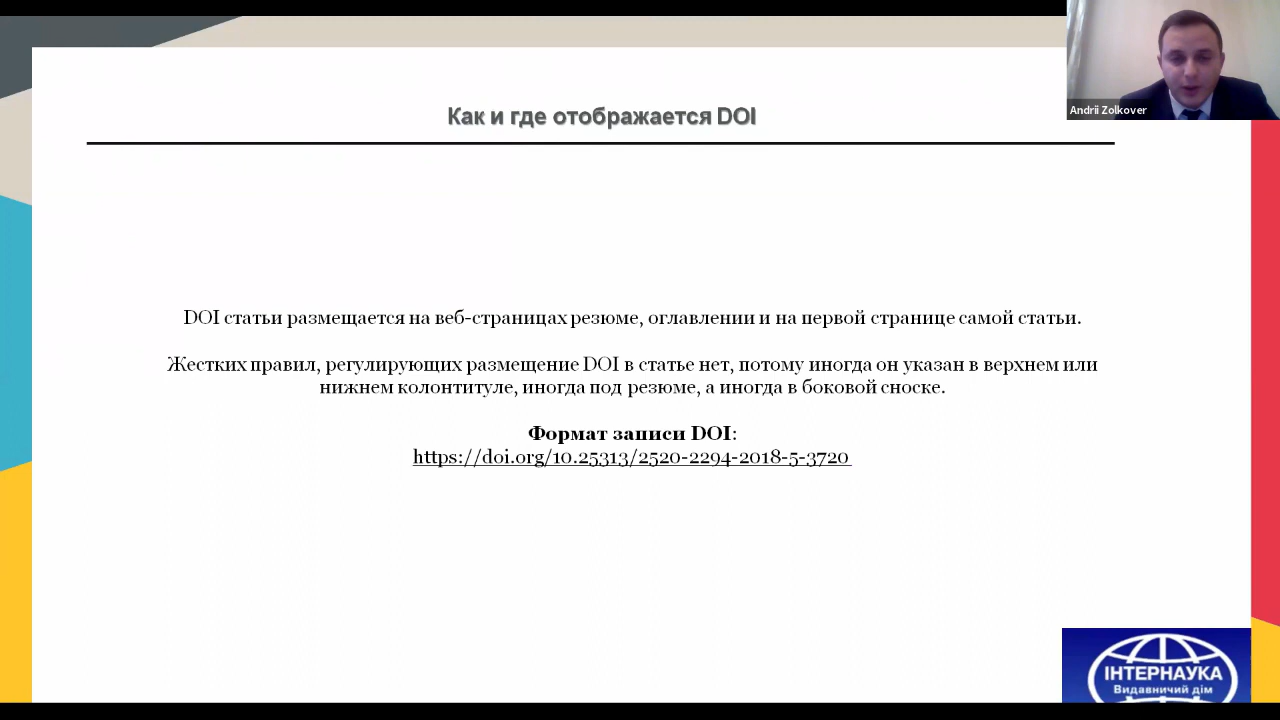 Как и где отображается DOI
Andrii Zolkover
DOI статьи размещается на веб-страницах резюме, оглавлении и на первой странице самой статьи.
Жестких правил, регулирующих размещение DOI в статье нет, потому иногда он указан в верхнем или
нижнем колонтитуле, иногда под резюме, а иногда в боковой сноске.
Формат записи DOI:
https://doi.org/10.25313/2520-2294-2018-5-3720
ІНТЕРНАУКА
Видавничий дім